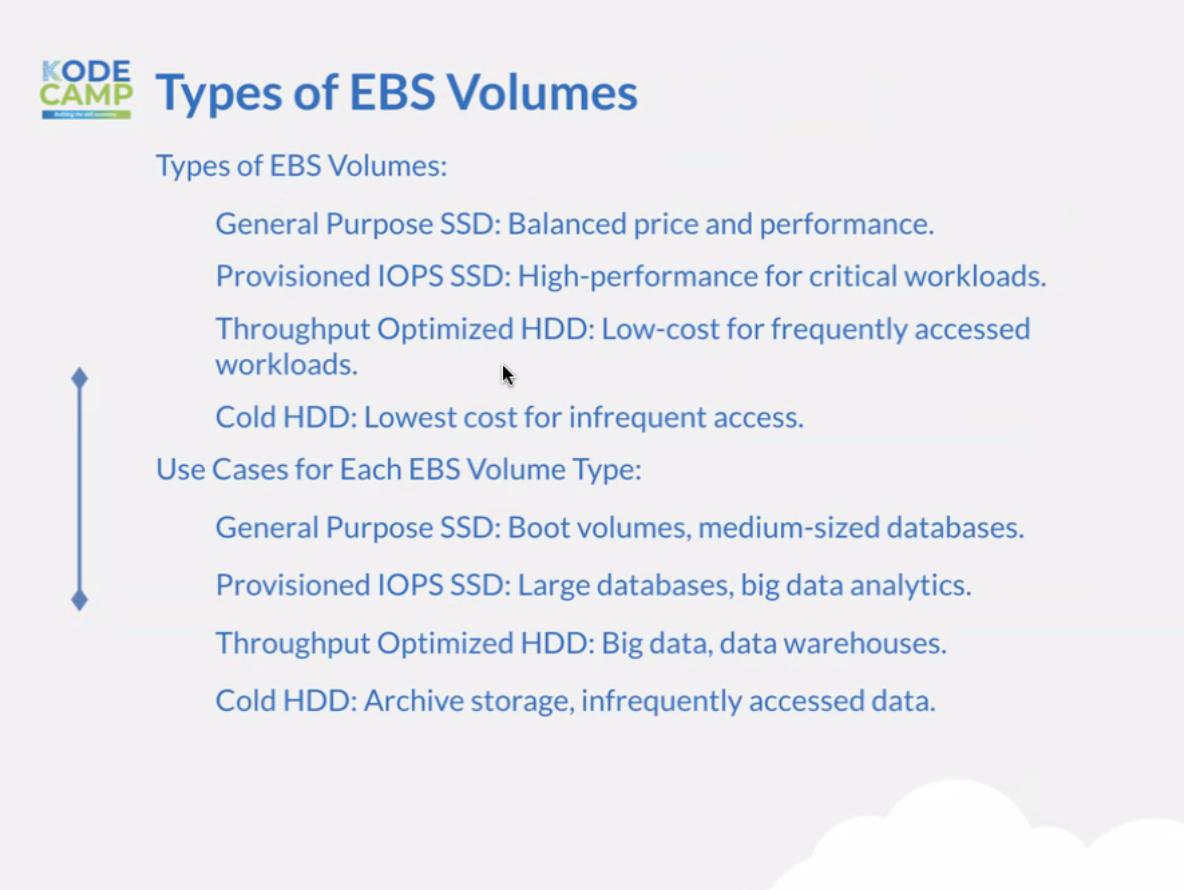 KODE
CAMP
Building the skill economy
Types of EBS Volumes
Types of EBS Volumes:
General Purpose SSD: Balanced price and performance.
Provisioned IOPS SSD: High-performance for critical workloads.
Throughput Optimized HDD: Low-cost for frequently accessed
workloads.
Cold HDD: Lowest cost for infrequent access.
Use Cases for Each EBS Volume Type:
General Purpose SSD: Boot volumes, medium-sized databases.
Provisioned IOPS SSD: Large databases, big data analytics.
Throughput Optimized HDD: Big data, data warehouses.
Cold HDD: Archive storage, infrequently accessed data.